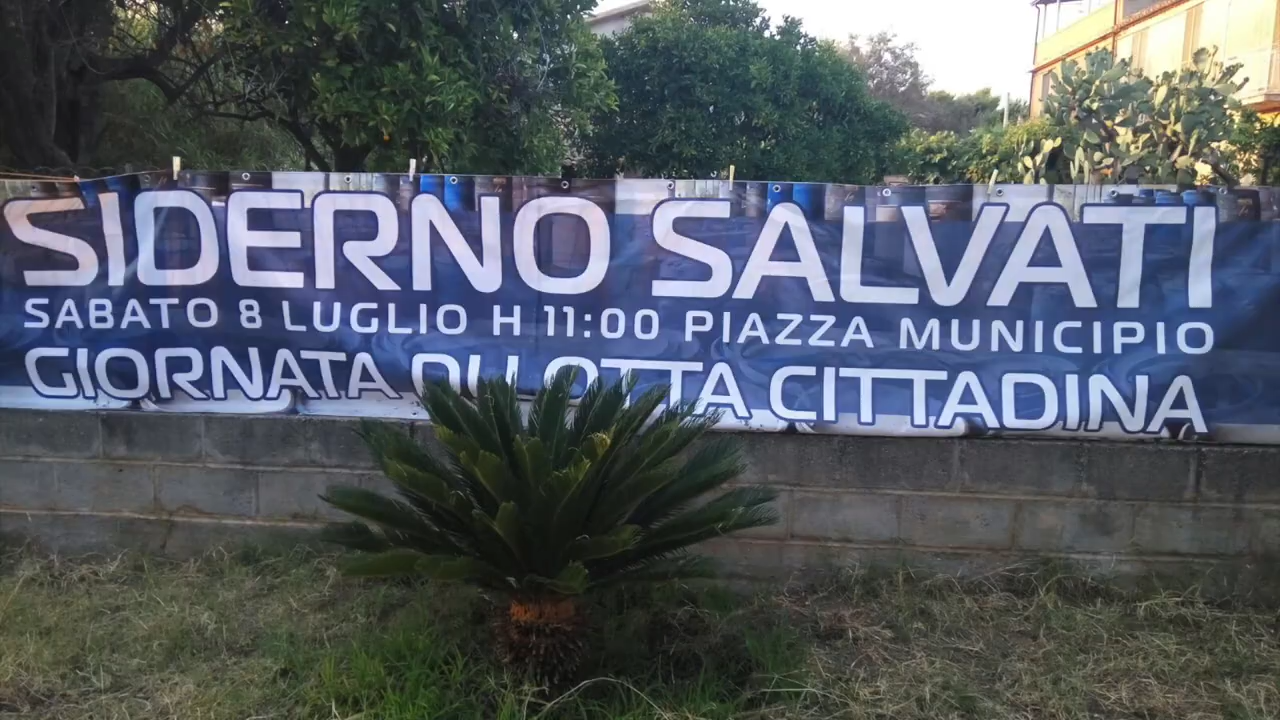 SIDERNO SALVATI
SABATO 8 LUGLIO H 11:00 PIAZZA MUNICIPIO
GIORNATA DI LOTTA CITTADINA